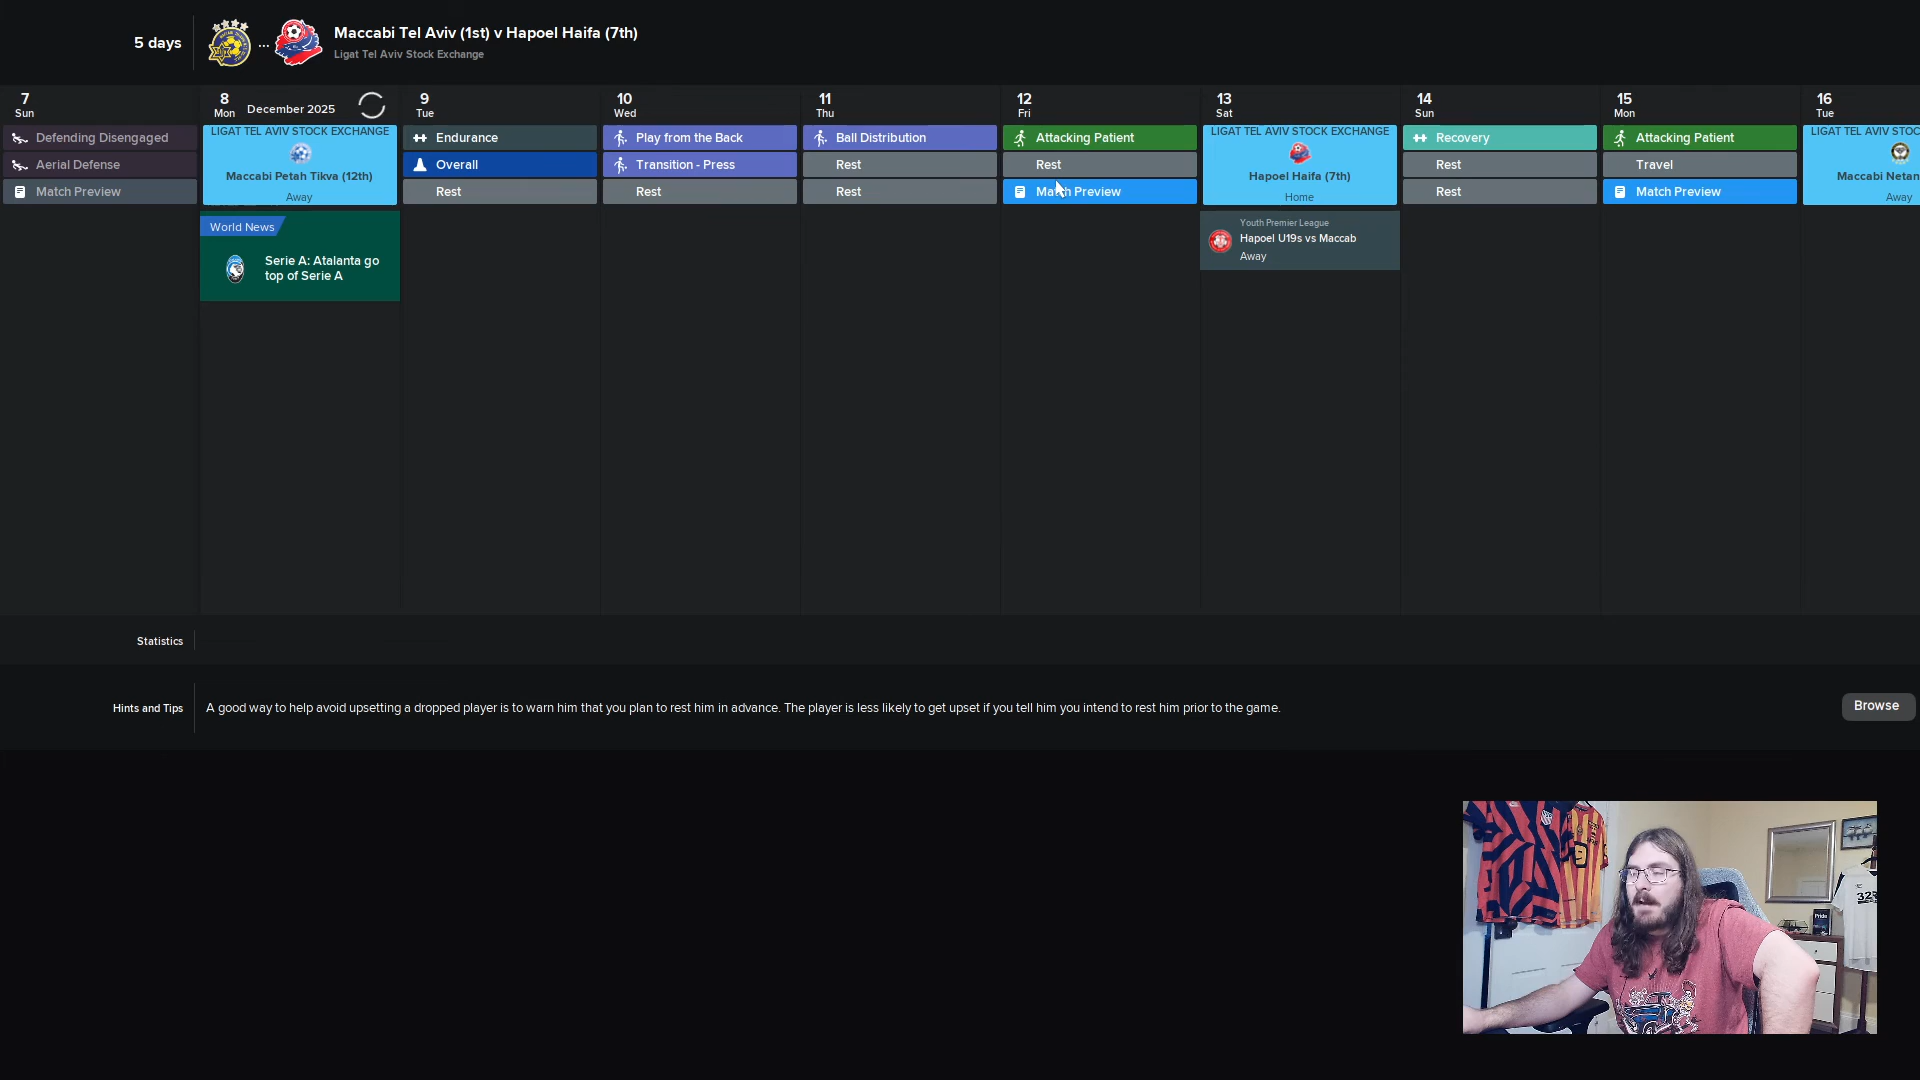 5 days
...
Maccabi Tel Aviv (1st) v Hapoel Haifa (7th)
Ligat Tel Aviv Stock Exchange
7
Sun
Defending Disengaged
Aerial Defense
Match Preview
8
Mon
December 2025
LIGAT TEL AVIV STOCK EXCHANGE
Maccabi Petah Tikva (12th)
Away
World News
Serie A: Atalanta go
top of Serie A
9
Tue
Endurance
Overall
Rest
10
Wed
Play from the Back
Transition - Press
Rest
11
Thu
Ball Distribution
Rest
Rest
12
Fri
Attacking Patient
Rest
Match Preview
13
Sat
LIGAT TEL AVIV STOCK EXCHANGE
Hapoel Haifa (7th)
Home
Youth Premier League
Hapoel U19s vs Maccab
Away
14
Sun
Recovery
Rest
Rest
15
Mon
Attacking Patient
Travel
Match Preview
16
Tue
LIGAT TEL AVIV STOC
Maccabi Netan
Away
Statistics
Hints and Tips
A good way to help avoid upsetting a dropped player is to warn him that you plan to rest him in advance. The player is less likely to get upset if you tell him you intend to rest him prior to the game.
Browse
Pride